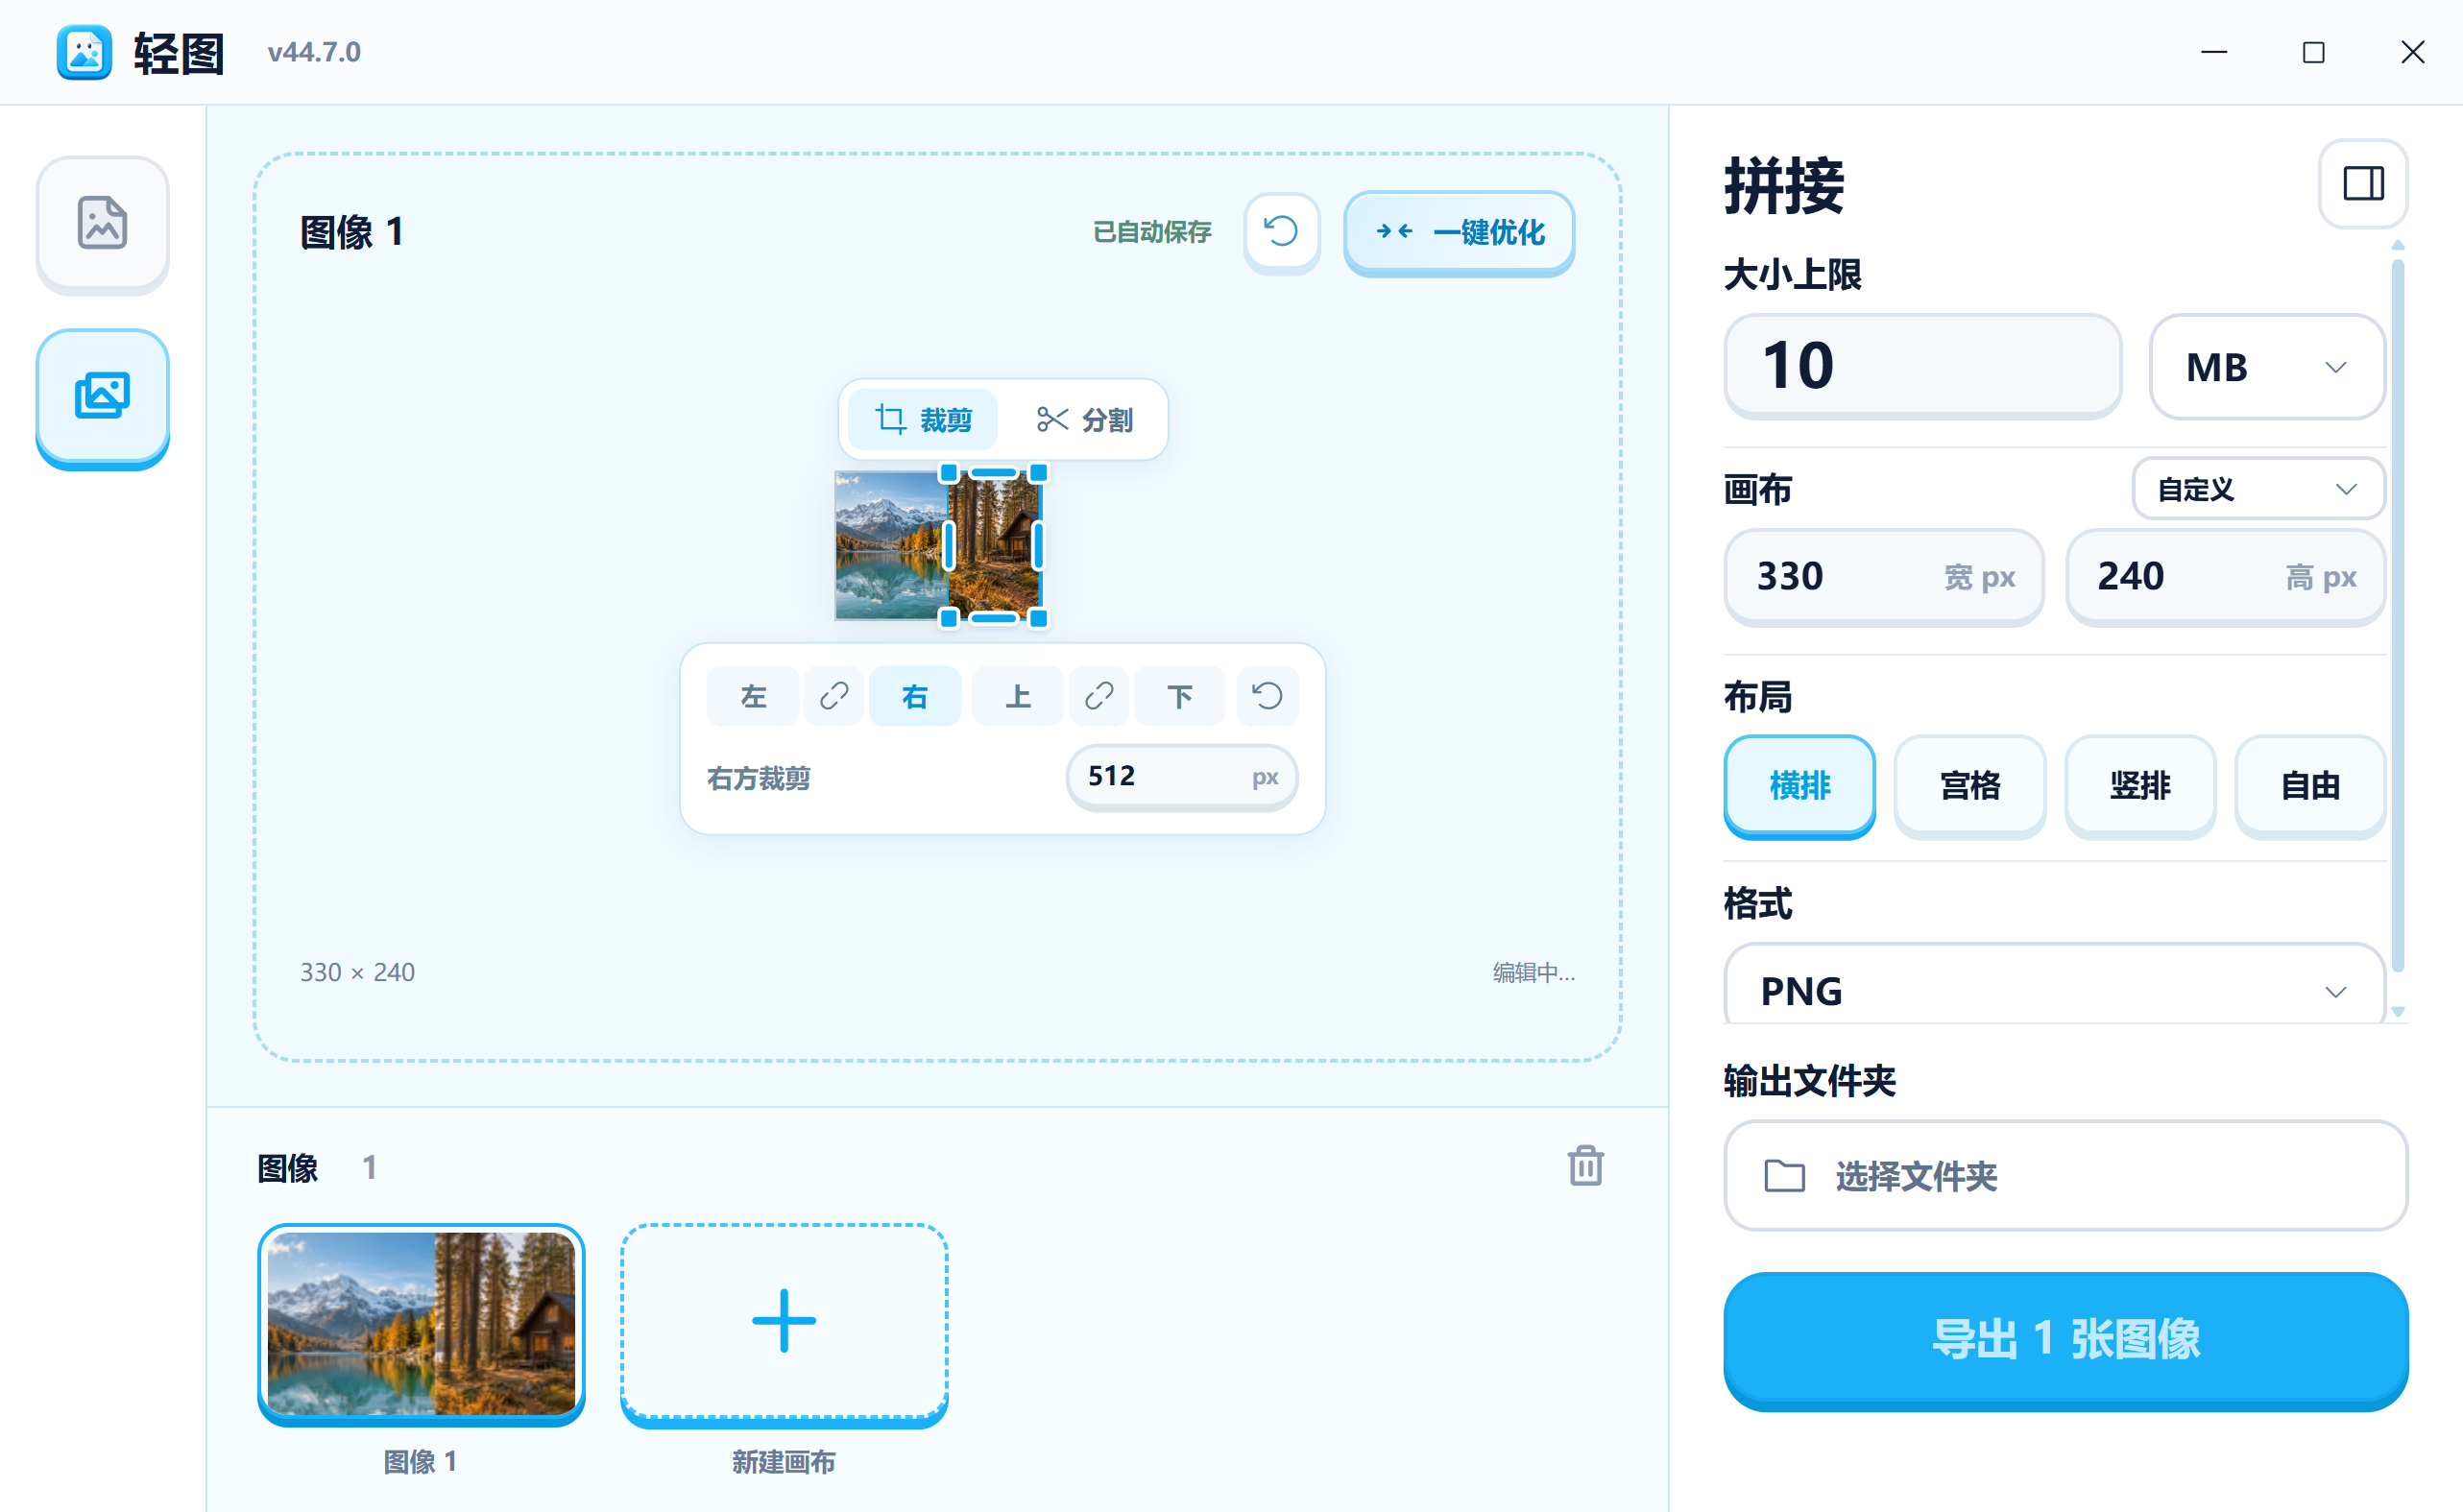 轻图 v44.7.0
图像 1
已自动保存
一键优化
裁剪 分割
左 右 上 下
右方裁剪 512 px
330 × 240
编辑中...
图像 1
图像 1
新建画布
拼接
大小上限
10 MB
画布 自定义
330 宽 px 240 高 px
布局
横排 宫格 竖排 自由
格式
PNG
输出文件夹
选择文件夹
导出 1 张图像